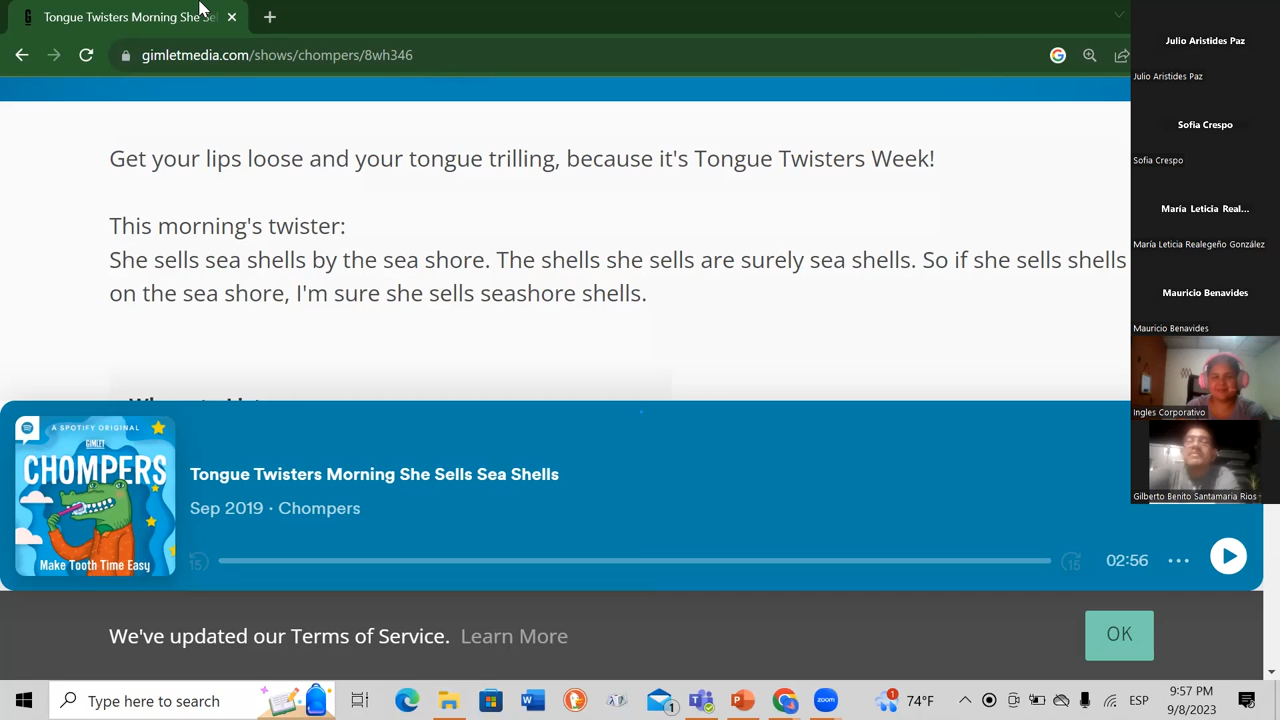 Tongue Twisters Morning She Se
gimletmedia.com/shows/chompers/8wh346
Get your lips loose and your tongue trilling, because it's Tongue Twisters Week!
This morning's twister:
She sells sea shells by the sea shore. The shells she sells are surely sea shells. So if she sells shells
on the sea shore, I'm sure she sells seashore shells.
A SPOTIFY ORIGINAL
GIMLET
CHOMPERS
Make Tooth Time Easy
Tongue Twisters Morning She Sells Sea Shells
Sep 2019 · Chompers
15
15
02:56
We've updated our Terms of Service. Learn More
OK
Julio Aristides Paz
Julio Aristides Paz
Sofia Crespo
Sofia Crespo
María Leticia Real...
María Leticia Realegeño González
Mauricio Benavides
Mauricio Benavides
Ingles Corporativo
Gilberto Benito Santamaria Rios
Type here to search
1
1
74°F
ESP
9:57 PM
9/8/2023